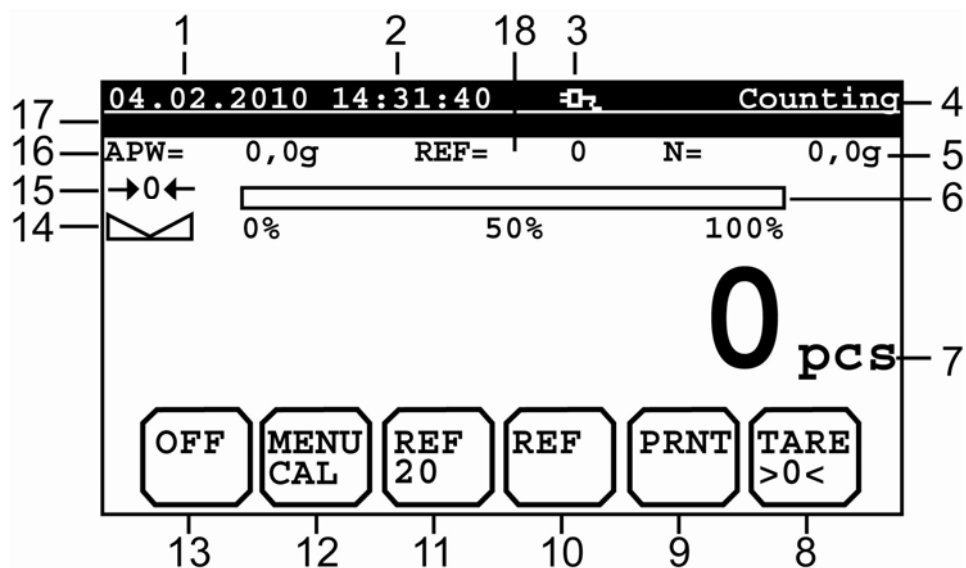 1 2 18 3
04.02.2010 14:31:40 Counting 4
17
16 APW= 0,0g REF= 0 N= 0,0g 5
15 →0← 6
14 0% 50% 100%
0 pcs 7
OFF MENU REF REF PRNT TARE
CAL 20 >0<
13 12 11 10 9 8